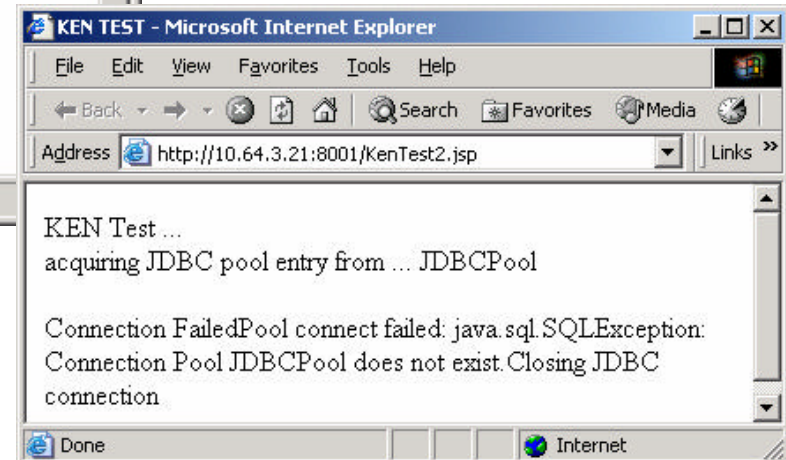 KEN TEST - Microsoft Internet Explorer
File Edit View Favorites Tools Help
Back Search Favorites Media
Address http://10.64.3.21:8001/KenTest2.jsp Links »
KEN Test ...
acquiring JDBC pool entry from ... JDBCPool
Connection FailedPool connect failed: java.sql.SQLException:
Connection Pool JDBCPool does not exist.Closing JDBC
connection
Done Internet